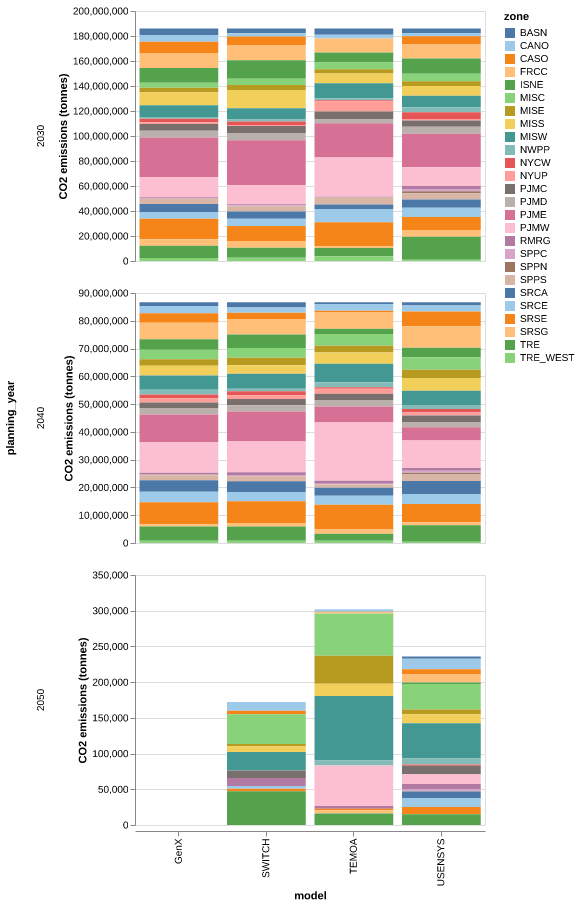 planning_year
2030
CO2 emissions (tonnes)
200,000,000
180,000,000
160,000,000
140,000,000
120,000,000
100,000,000
80,000,000
60,000,000
40,000,000
20,000,000
0
2040
CO2 emissions (tonnes)
90,000,000
80,000,000
70,000,000
60,000,000
50,000,000
40,000,000
30,000,000
20,000,000
10,000,000
0
2050
CO2 emissions (tonnes)
350,000
300,000
250,000
200,000
150,000
100,000
50,000
0
GenX
SWITCH
TEMOA
USENSYS
model
zone
BASN
CANO
CASO
FRCC
ISNE
MISC
MISE
MISS
MISW
NWPP
NYCW
NYUP
PJMC
PJMD
PJME
PJMW
RMRG
SPPC
SPPN
SPPS
SRCA
SRCE
SRSE
SRSG
TRE
TRE_WEST